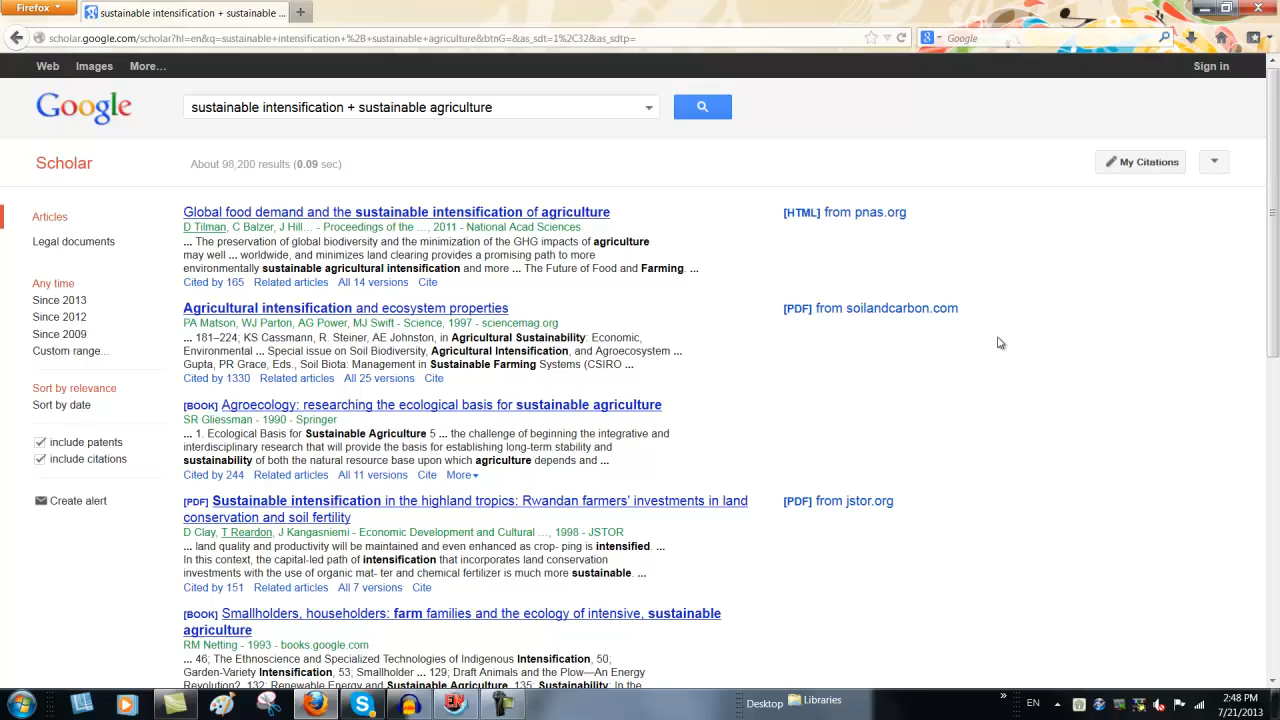 Firefox
sustainable intensification + sustainable ...
scholar.google.com/scholar?hl=en&q=sustainable+intensification+%2B+sustainable+agriculture&btnG=&as_sdt=1%2C32&as_sdtp=
Google
Web Images More...
Sign in
Google
sustainable intensification + sustainable agriculture
Scholar
About 98,200 results (0.09 sec)
My Citations
Articles
Legal documents
Any time
Since 2013
Since 2012
Since 2009
Custom range...
Sort by relevance
Sort by date
include patents
include citations
Create alert
Global food demand and the sustainable intensification of agriculture
[HTML] from pnas.org
D Tilman, C Balzer, J Hill... - Proceedings of the ..., 2011 - National Acad Sciences
... The preservation of global biodiversity and the minimization of the GHG impacts of agriculture
may well ... worldwide, and minimizes land clearing provides a promising path to more
environmentally sustainable agricultural intensification and more ... The Future of Food and Farming. ...
Cited by 165 Related articles All 14 versions Cite
Agricultural intensification and ecosystem properties
[PDF] from soilandcarbon.com
PA Matson, WJ Parton, AG Power, MJ Swift - Science, 1997 - sciencemag.org
... 181–224; KS Cassmann, R. Steiner, AE Johnston, in Agricultural Sustainability: Economic,
Environmental ... Special issue on Soil Biodiversity, Agricultural Intensification, and Agroecosystem ...
Gupta, PR Grace, Eds., Soil Biota: Management in Sustainable Farming Systems (CSIRO ...
Cited by 1330 Related articles All 25 versions Cite
[BOOK] Agroecology: researching the ecological basis for sustainable agriculture
SR Gliessman - 1990 - Springer
... 1. Ecological Basis for Sustainable Agriculture 5 ... the challenge of beginning the integrative and
interdisciplinary research that will provide the basis for establishing long-term stability and
sustainability of both the natural resource base upon which agriculture depends and ...
Cited by 244 Related articles All 11 versions Cite More
[PDF] Sustainable intensification in the highland tropics: Rwandan farmers' investments in land
conservation and soil fertility
[PDF] from jstor.org
D Clay, T Reardon, J Kangasniemi - Economic Development and Cultural ..., 1998 - JSTOR
... land quality and productivity will be maintained and even enhanced as crop- ping is intensified. ...
In this context, the capital-led path of intensification that incorporates land conservation
investments with the use of organic mat- ter and chemical fertilizer is much more sustainable. ...
Cited by 151 Related articles All 7 versions Cite
[BOOK] Smallholders, householders: farm families and the ecology of intensive, sustainable
agriculture
RM Netting - 1993 - books.google.com
... 46; The Ethnoscience and Specialized Technologies of Indigenous Intensification, 50;
Garden-Variety Intensification, 53; Smallholder ... 129; Draft Animals and the Plow—An Energy
Revolution?, 132; Renewable Energy and Sustainable Agriculture, 135; Sustainability: In the
Desktop
Libraries
EN
2:48 PM
7/21/2013